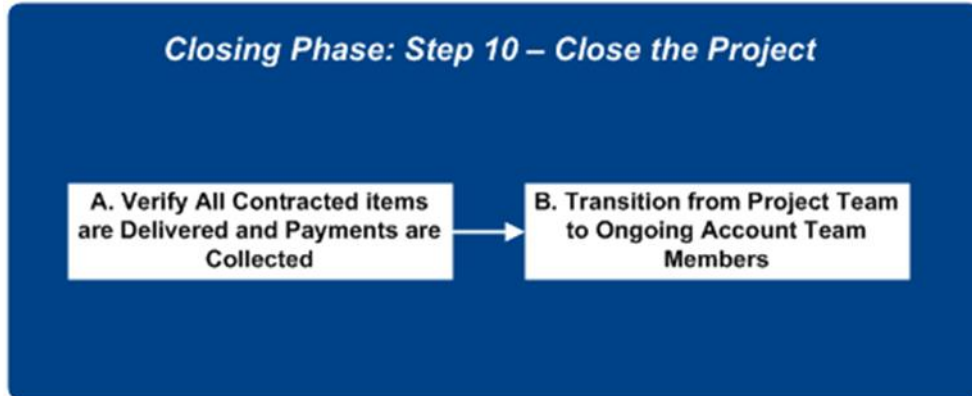 Closing Phase: Step 10 – Close the Project
A. Verify All Contracted items
are Delivered and Payments are
Collected
B. Transition from Project Team
to Ongoing Account Team
Members